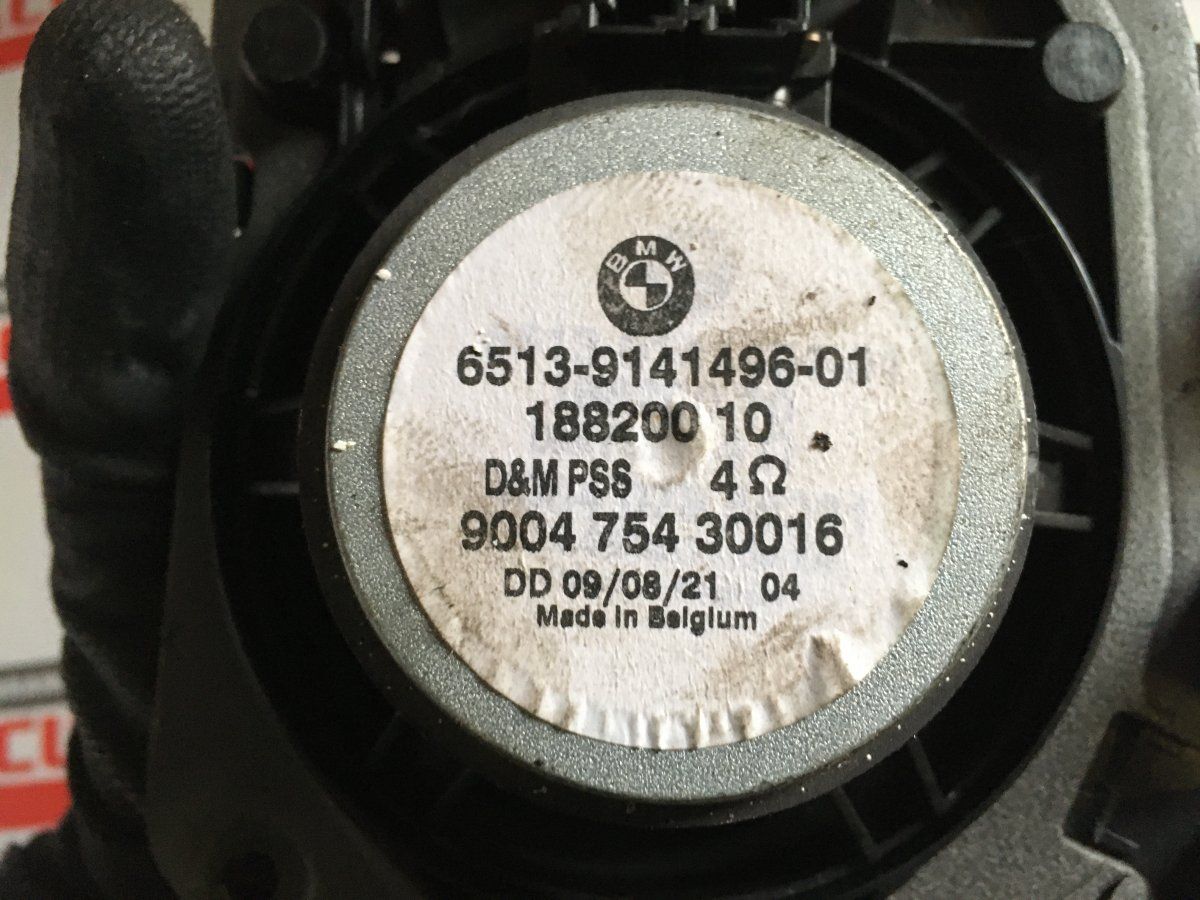 BMW
6513-9141496-01
188200 10
D&M PSS 4Ω
9004 754 30016
DD 09/08/21 04
Made in Belgium